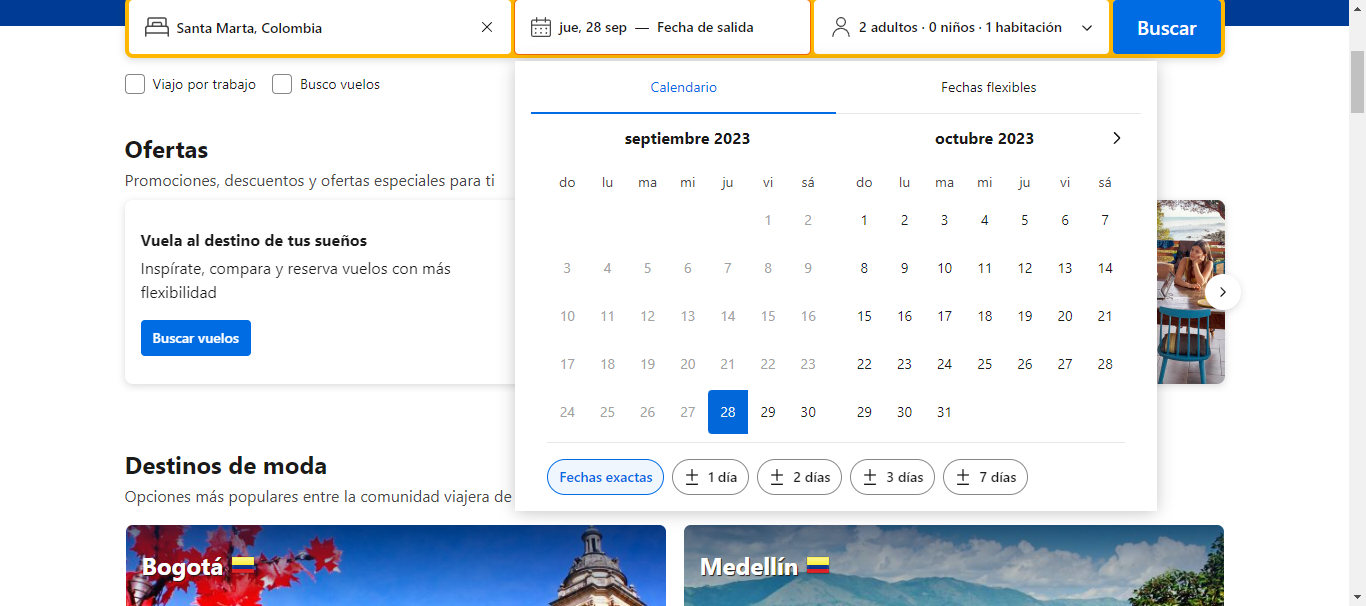 Santa Marta, Colombia
jue, 28 sep — Fecha de salida
2 adultos · 0 niños · 1 habitación
Buscar
Viajo por trabajo
Busco vuelos
Calendario
Fechas flexibles
septiembre 2023
do lu ma mi ju vi sá
1 2
3 4 5 6 7 8 9
10 11 12 13 14 15 16
17 18 19 20 21 22 23
24 25 26 27 28 29 30
octubre 2023
do lu ma mi ju vi sá
1 2 3 4 5 6 7
8 9 10 11 12 13 14
15 16 17 18 19 20 21
22 23 24 25 26 27 28
29 30 31
Fechas exactas
± 1 día
± 2 días
± 3 días
± 7 días
Ofertas
Promociones, descuentos y ofertas especiales para ti
Vuela al destino de tus sueños
Inspírate, compara y reserva vuelos con más
flexibilidad
Buscar vuelos
Destinos de moda
Opciones más populares entre la comunidad viajera de
Bogotá
Medellín